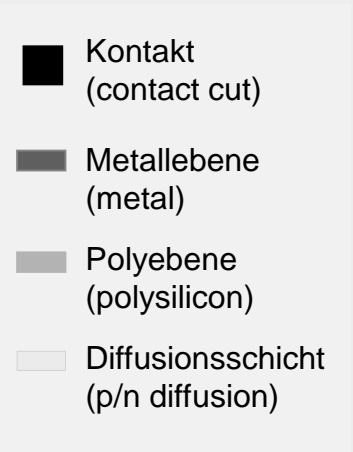 Kontakt
(contact cut)
Metallebene
(metal)
Polyebene
(polysilicon)
Diffusionsschicht
(p/n diffusion)